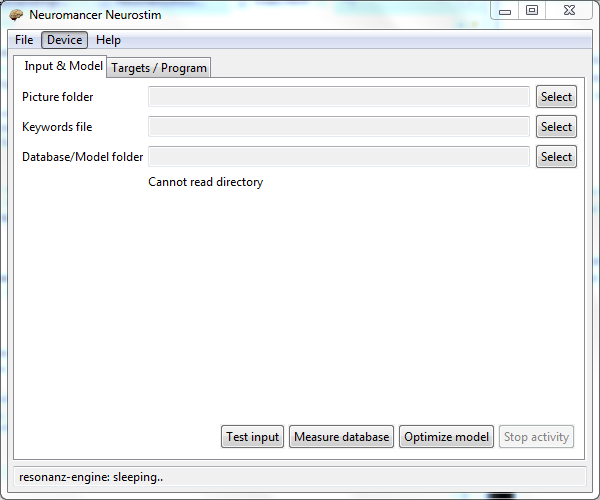 Neuromancer Neurostim
File Device Help
Input & Model Targets / Program
Picture folder Select
Keywords file Select
Database/Model folder Select
Cannot read directory
Test input Measure database Optimize model Stop activity
resonanz-engine: sleeping..